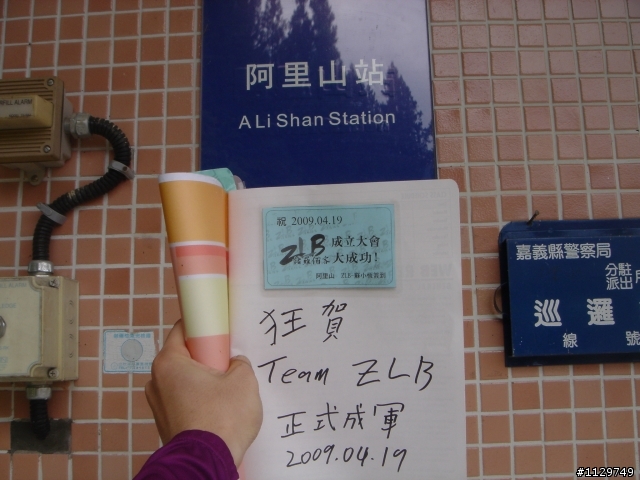 阿里山站
A Li Shan Station
祝 2009.04.19
ZLB 成立大會
大成功!
阿里山
狂賀
Team ZLB
正式成軍
2009.04.19
嘉義縣警察局
分駐
派出所
巡邏
線 號
#1129749